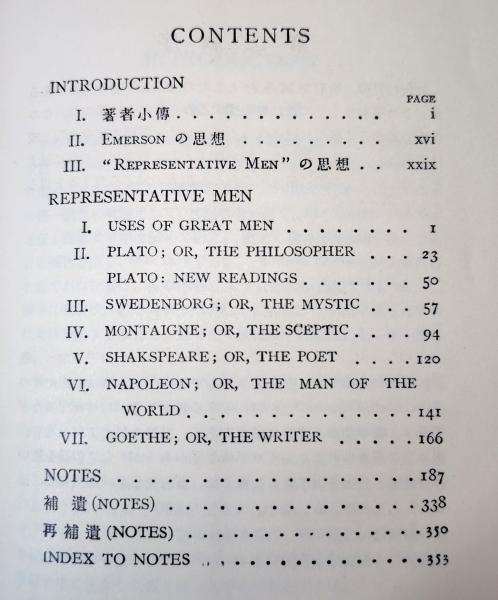 CONTENTS
INTRODUCTION
PAGE
I. 著者小傳 . . . . . . . . . . . . . . i
II. EMERSON の思想 . . . . . . . . . xvi
III. “REPRESENTATIVE MEN” の思想 . . xxix
REPRESENTATIVE MEN
I. USES OF GREAT MEN . . . . . . . . 1
II. PLATO; OR, THE PHILOSOPHER . . . 23
PLATO: NEW READINGS . . . . . . 50
III. SWEDENBORG; OR, THE MYSTIC . . . 57
IV. MONTAIGNE; OR, THE SCEPTIC . . . . 94
V. SHAKSPEARE; OR, THE POET . . . . 120
VI. NAPOLEON; OR, THE MAN OF THE
WORLD . . . . . . . . . . . . . 141
VII. GOETHE; OR, THE WRITER . . . . . 166
NOTES . . . . . . . . . . . . . . . . 187
補遺 (NOTES) . . . . . . . . . . . . . 338
再補遺 (NOTES) . . . . . . . . . . . . 350
INDEX TO NOTES . . . . . . . . . . . 353